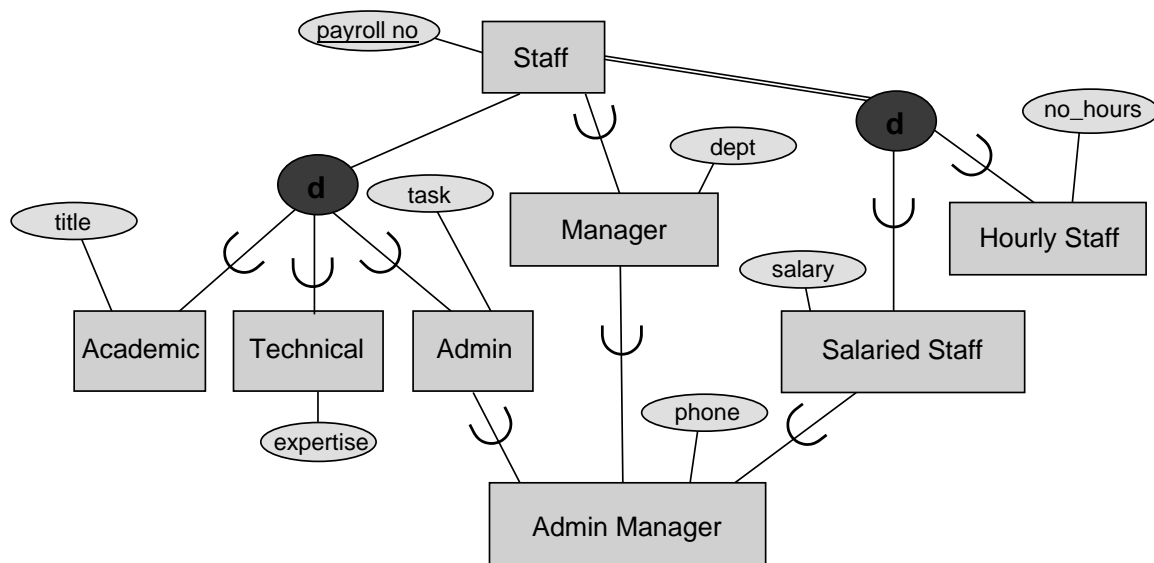 payroll no
Staff
d
no_hours
dept
d
task
title
Manager
Hourly Staff
salary
Academic
Technical
Admin
Salaried Staff
phone
expertise
Admin Manager